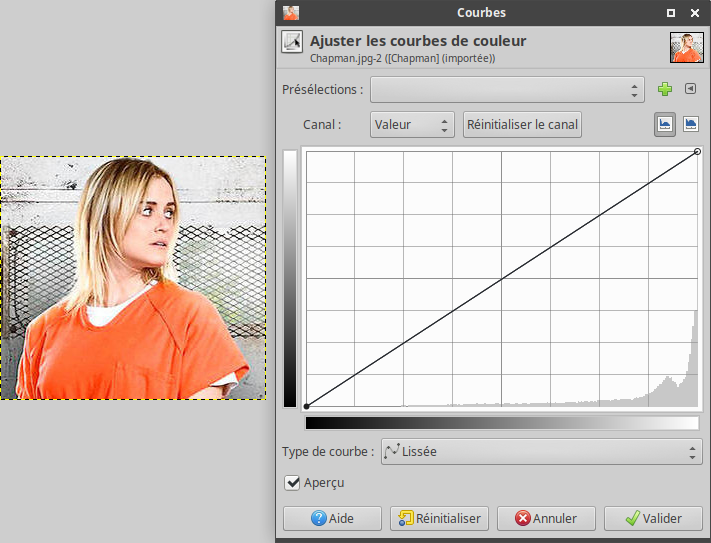 Courbes
Ajuster les courbes de couleur
Chapman.jpg-2 ([Chapman] (importée))
Présélections :
Canal : Valeur Réinitialiser le canal
Type de courbe : Lissée
Aperçu
Aide Réinitialiser Annuler Valider